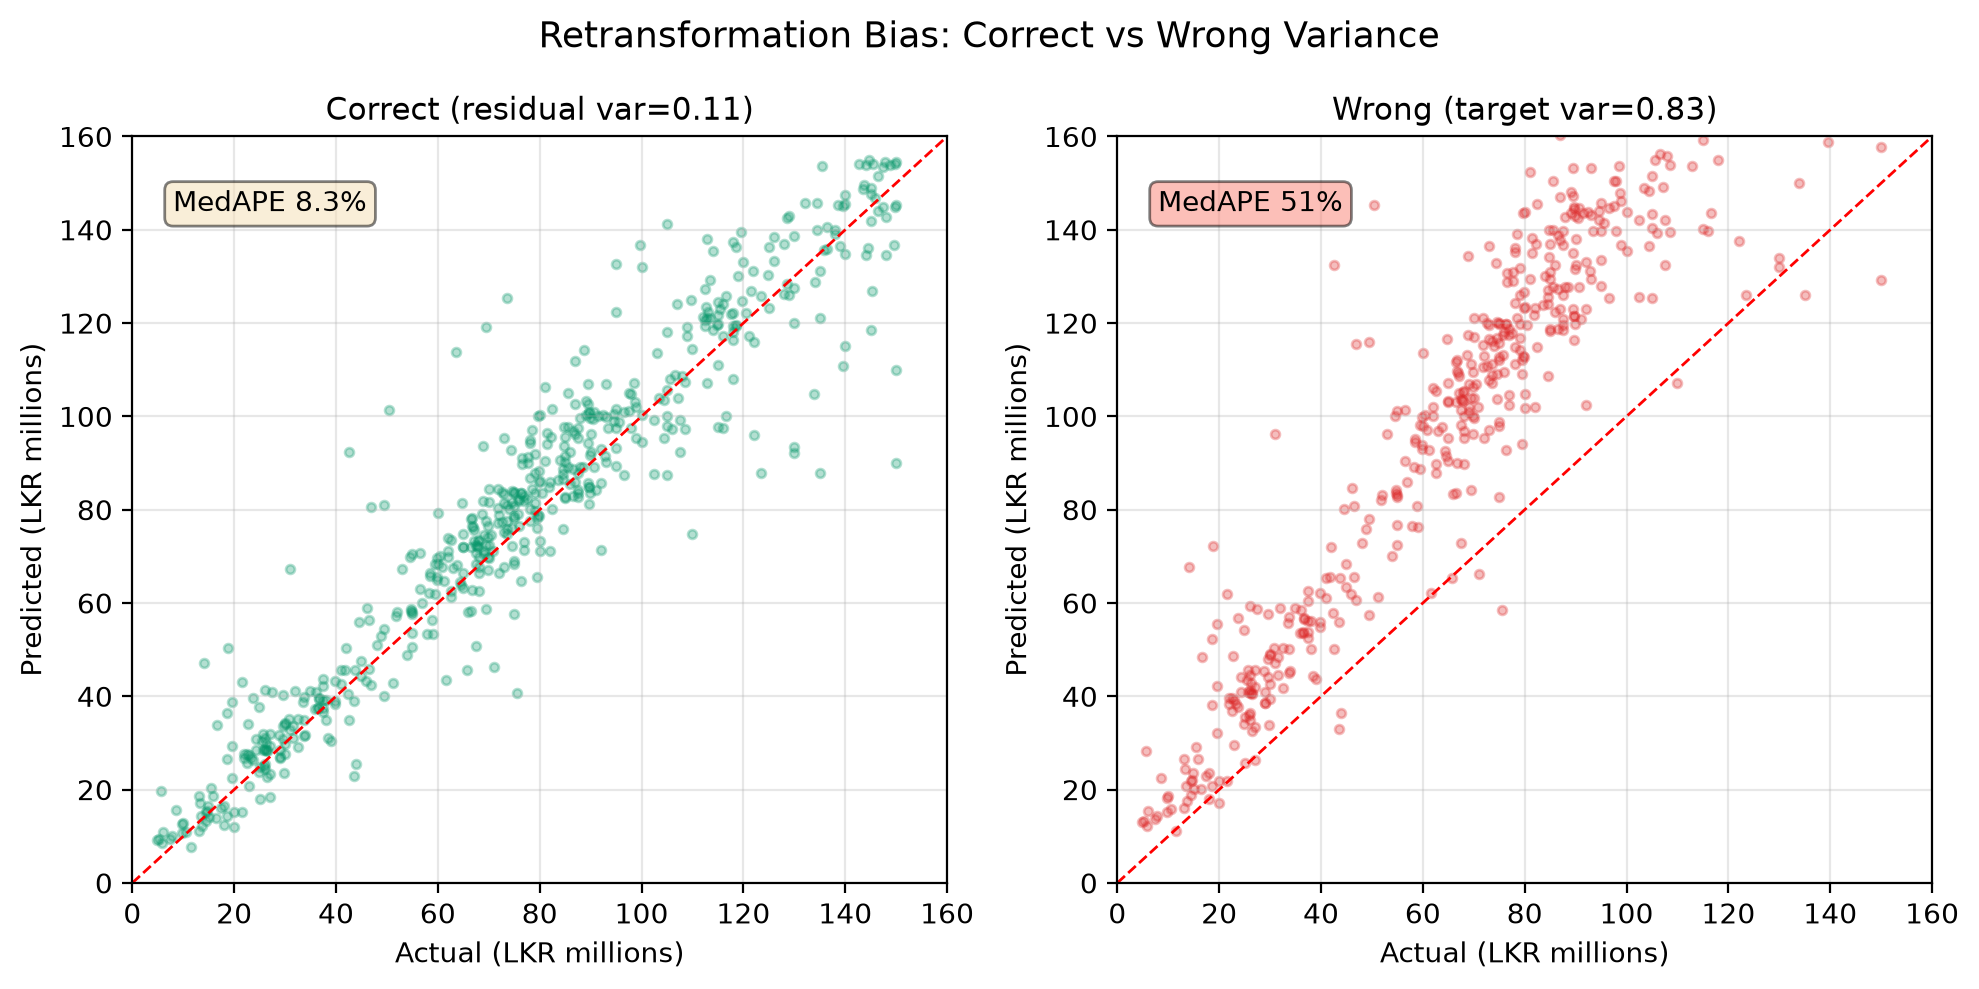 Retransformation Bias: Correct vs Wrong Variance
Correct (residual var=0.11)
160
140
120
100
80
60
40
20
0
MedAPE 8.3%
Predicted (LKR millions)
0 20 40 60 80 100 120 140 160
Actual (LKR millions)
Wrong (target var=0.83)
160
140
120
100
80
60
40
20
0
MedAPE 51%
Predicted (LKR millions)
0 20 40 60 80 100 120 140 160
Actual (LKR millions)